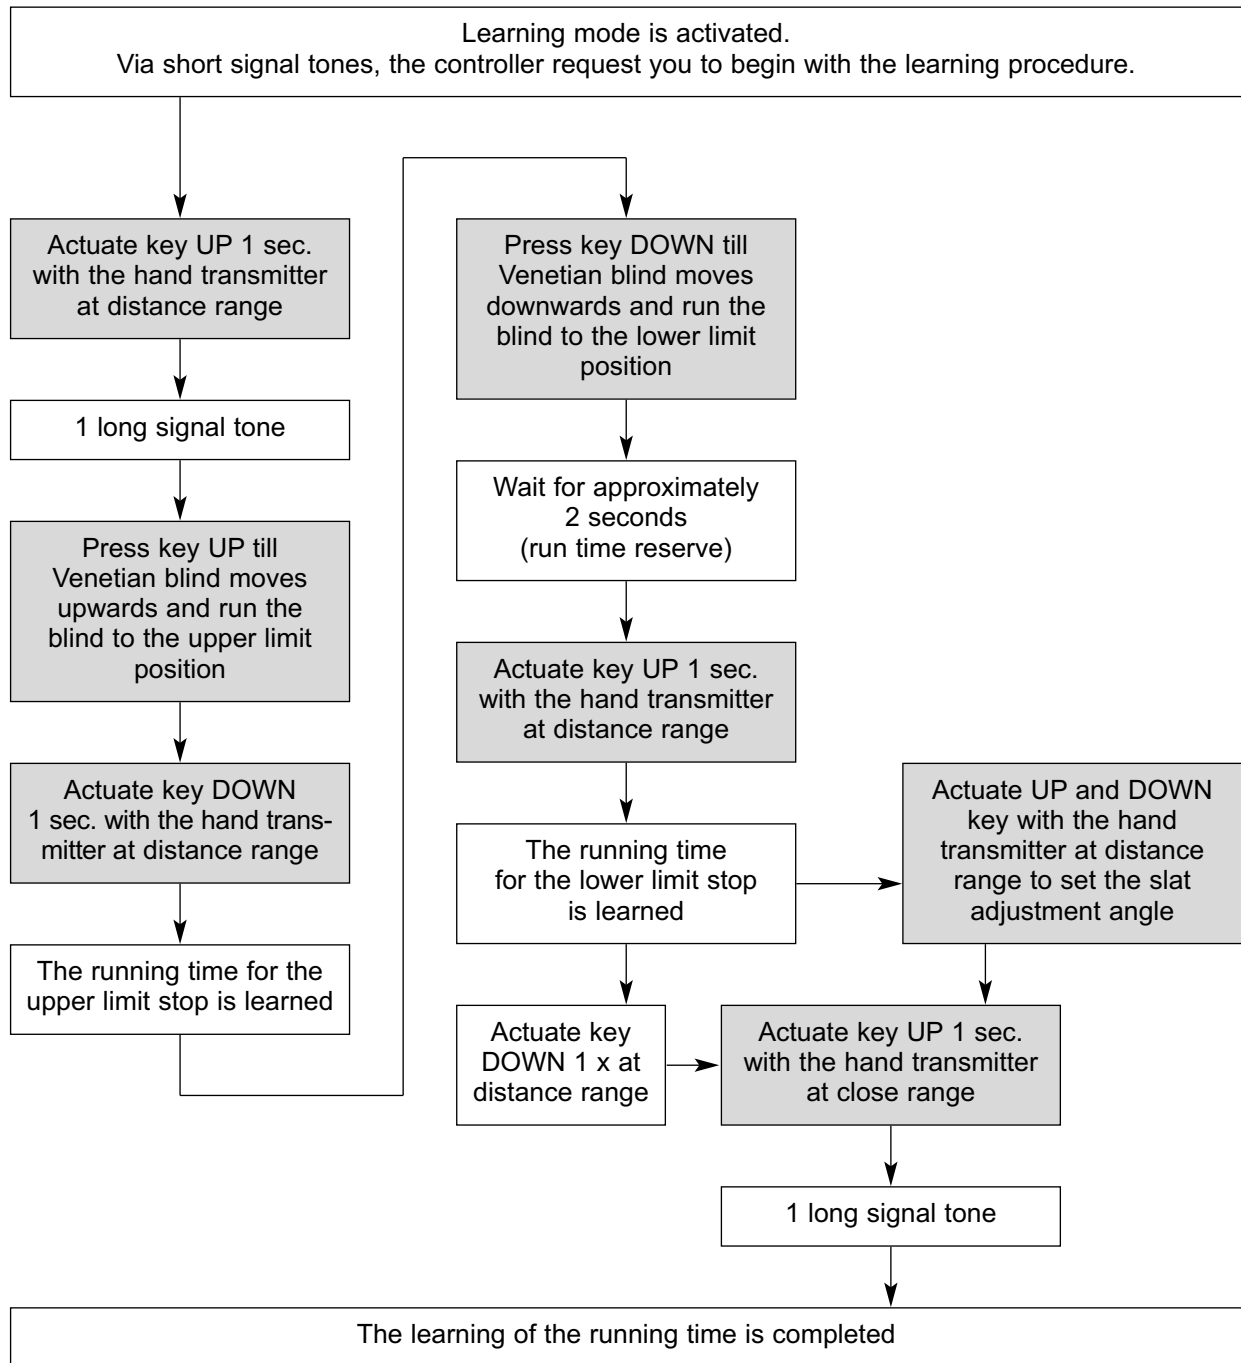 Learning mode is activated.
Via short signal tones, the controller request you to begin with the learning procedure.
Actuate key UP 1 sec.
with the hand transmitter
at distance range
1 long signal tone
Press key UP till
Venetian blind moves
upwards and run the
blind to the upper limit
position
Actuate key DOWN
1 sec. with the hand trans-
mitter at distance range
The running time for the
upper limit stop is learned
Press key DOWN till
Venetian blind moves
downwards and run the
blind to the lower limit
position
Wait for approximately
2 seconds
(run time reserve)
Actuate key UP 1 sec.
with the hand transmitter
at distance range
The running time
for the lower limit stop
is learned
Actuate UP and DOWN
key with the hand
transmitter at distance
range to set the slat
adjustment angle
Actuate key
DOWN 1 x at
distance range
Actuate key UP 1 sec.
with the hand transmitter
at close range
1 long signal tone
The learning of the running time is completed